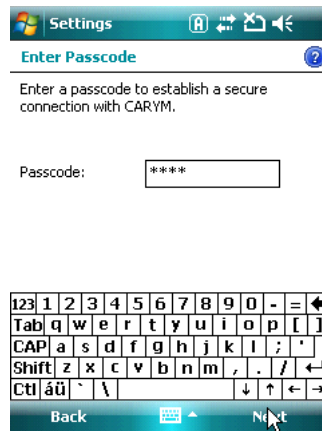 Settings
Enter Passcode
Enter a passcode to establish a secure
connection with CARYM.
Passcode: ****
123 1 2 3 4 5 6 7 8 9 0 - =
Tab q w e r t y u i o p [ ]
CAP a s d f g h j k l ; '
Shift z x c v b n m , . /
Ctl áü ` \
Back Next